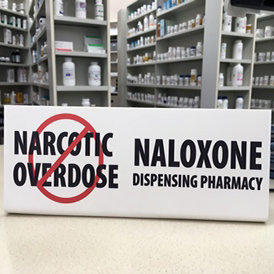 NARCOTIC
OVERDOSE
NALOXONE
DISPENSING PHARMACY